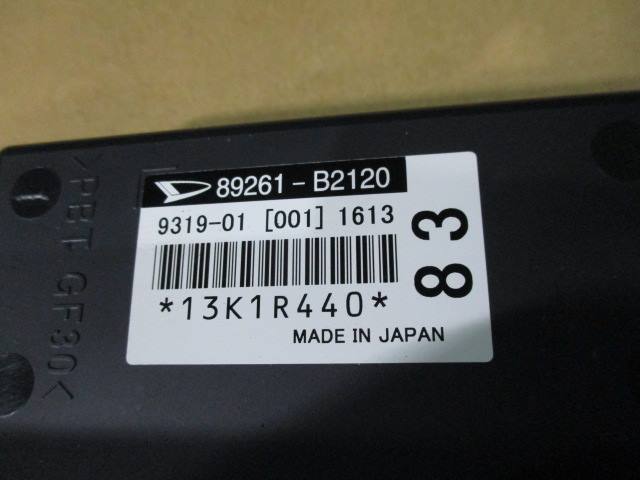 89261-B2120
9319-01 [001] 1613
83
*13K1R440*
MADE IN JAPAN
>PBT-GF30<